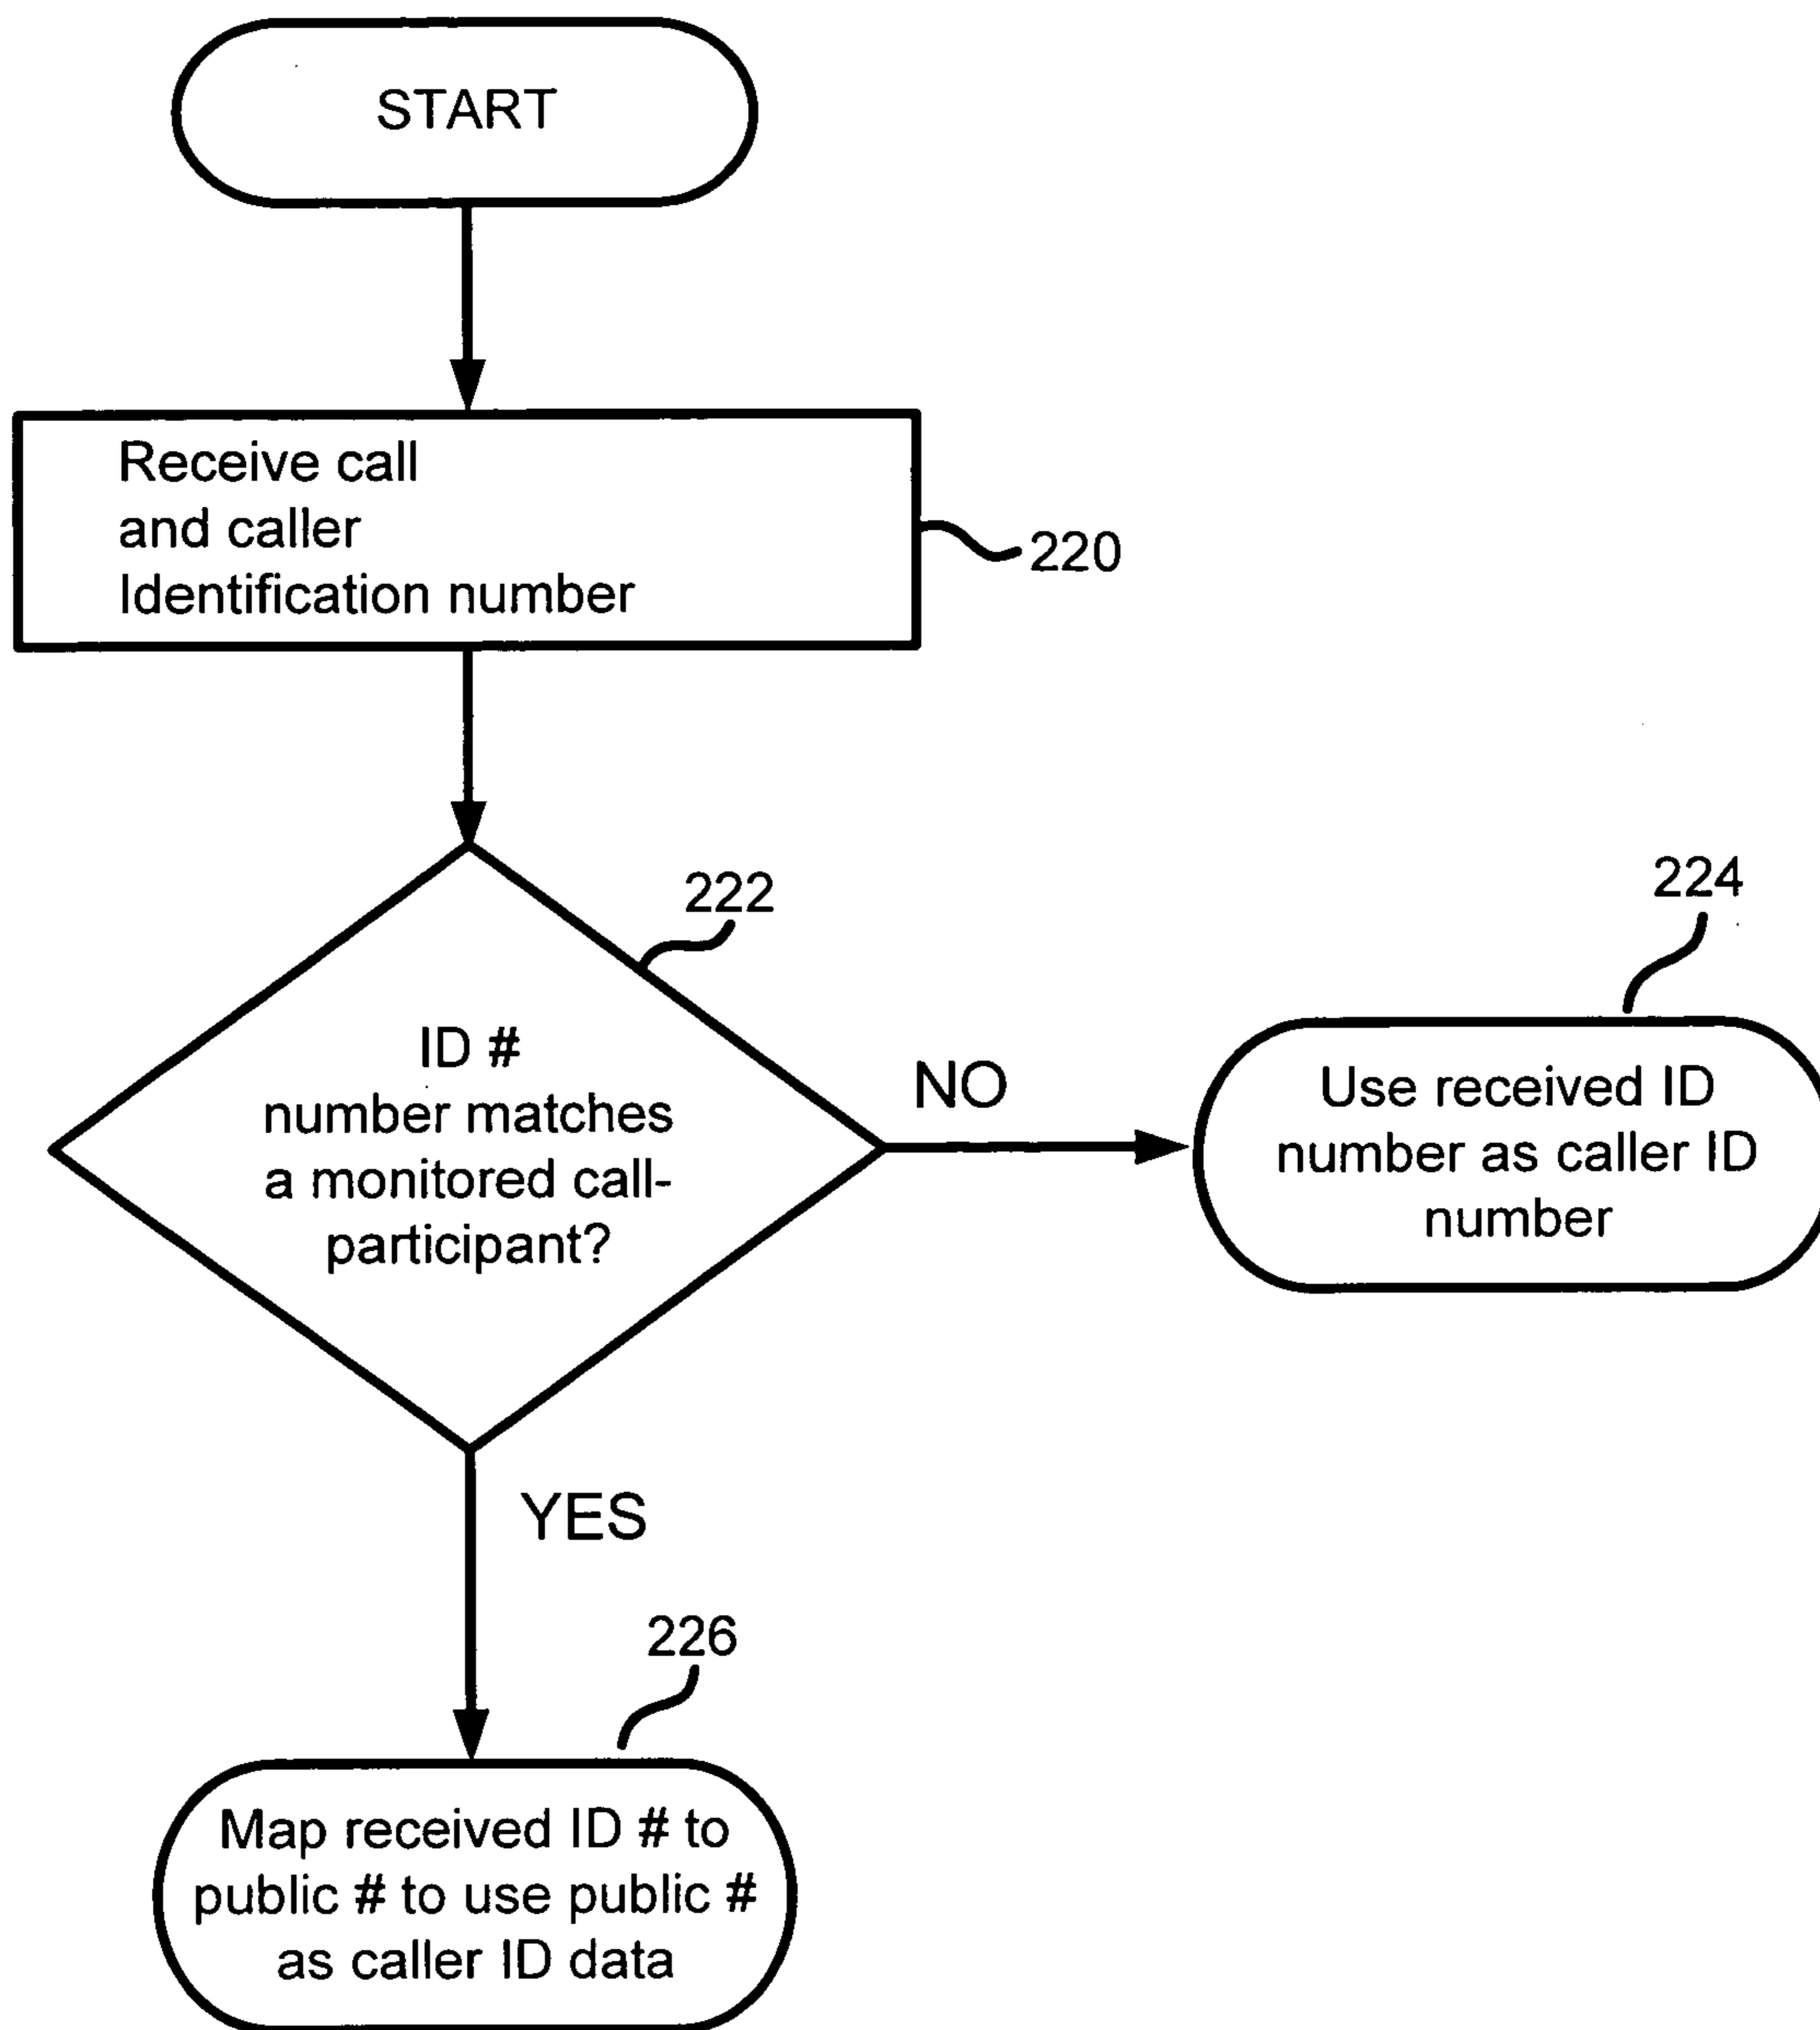 START
Receive call
and caller
Identification number
220
222
ID #
number matches
a monitored call-
participant?
NO
224
Use received ID
number as caller ID
number
YES
226
Map received ID # to
public # to use public #
as caller ID data